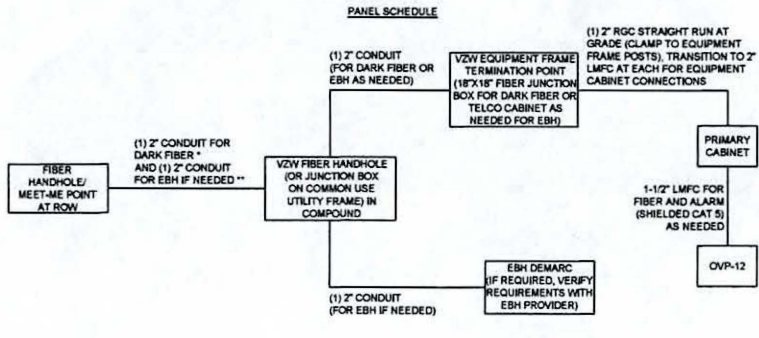 PANEL SCHEDULE
(1) 2" RGC STRAIGHT RUN AT
GRADE (CLAMP TO EQUIPMENT
FRAME POSTS), TRANSITION TO 2"
LMFC AT EACH FOR EQUIPMENT
CABINET CONNECTIONS
(1) 2" CONDUIT
(FOR DARK FIBER OR
EBH AS NEEDED)
VZW EQUIPMENT FRAME
TERMINATION POINT
(18"X18" FIBER JUNCTION
BOX FOR DARK FIBER OR
TELCO CABINET AS
NEEDED FOR EBH)
PRIMARY
CABINET
(1) 2" CONDUIT FOR
DARK FIBER *
AND (1) 2" CONDUIT
FOR EBH IF NEEDED **
FIBER
HANDHOLE/
MEET-ME POINT
AT ROW
VZW FIBER HANDHOLE
(OR JUNCTION BOX
ON COMMON USE
UTILITY FRAME) IN
COMPOUND
1-1/2" LMFC FOR
FIBER AND ALARM
(SHIELDED CAT 5)
AS NEEDED
OVP-12
EBH DEMARC
(IF REQUIRED, VERIFY
REQUIREMENTS WITH
EBH PROVIDER)
(1) 2" CONDUIT
(FOR EBH IF NEEDED)